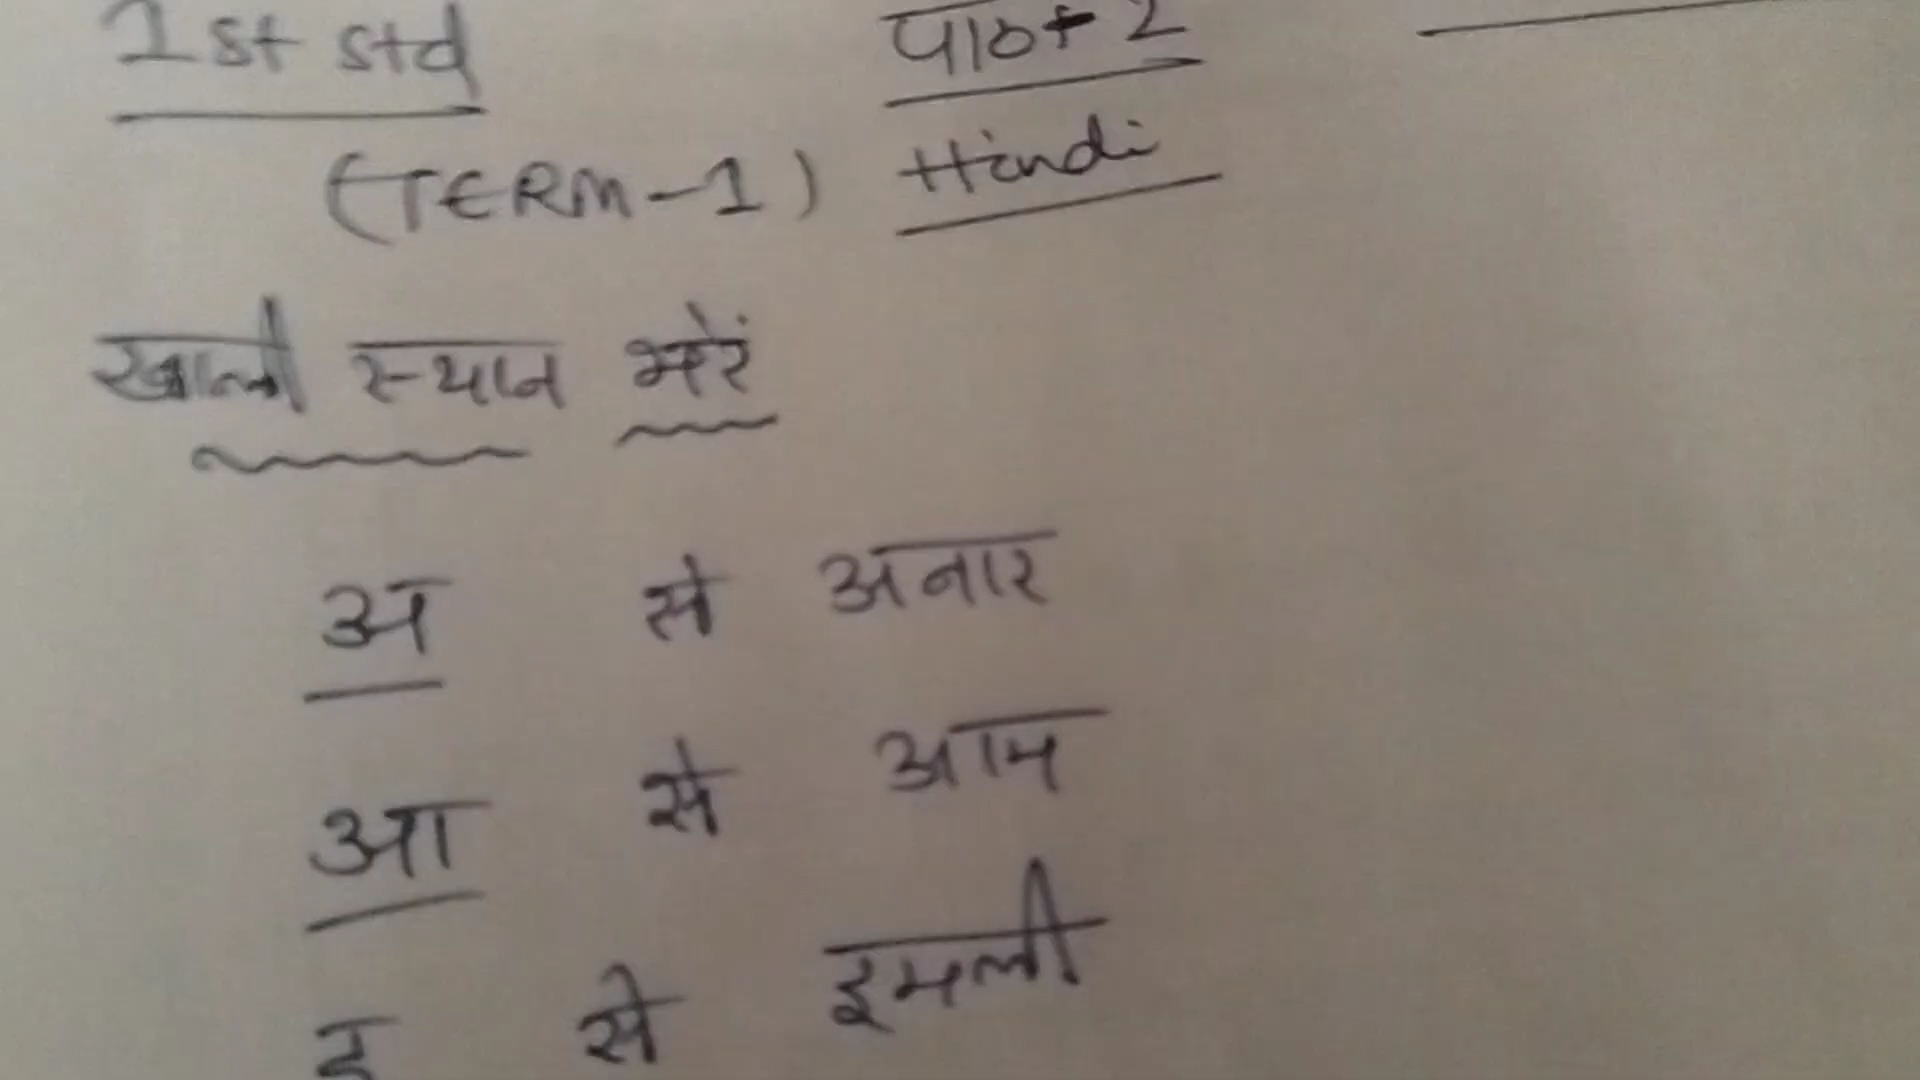 1st std पाठ 2
(TERM-1) Hindi
खाली स्थान भरें
अ से अनार
आ से आम
इ से इमली